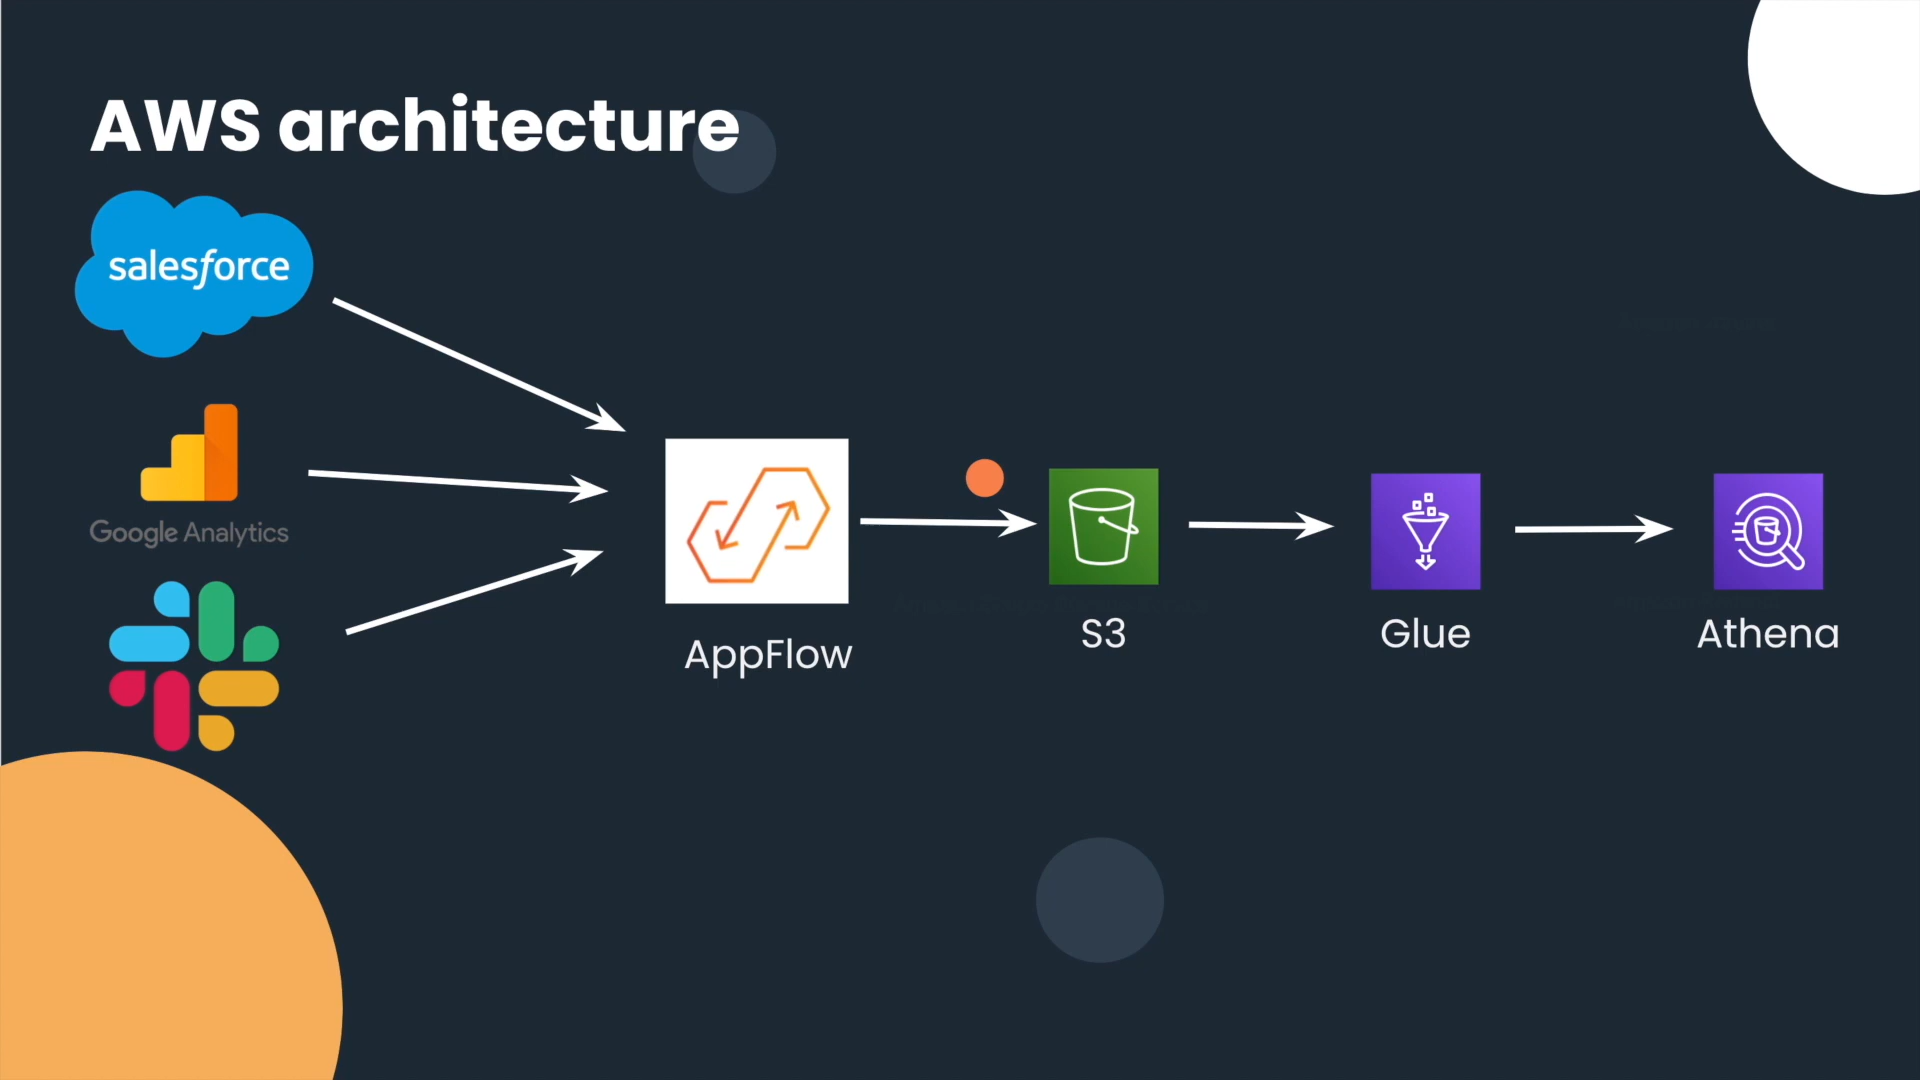 AWS architecture
salesforce
Google Analytics
AppFlow
S3
Glue
Athena